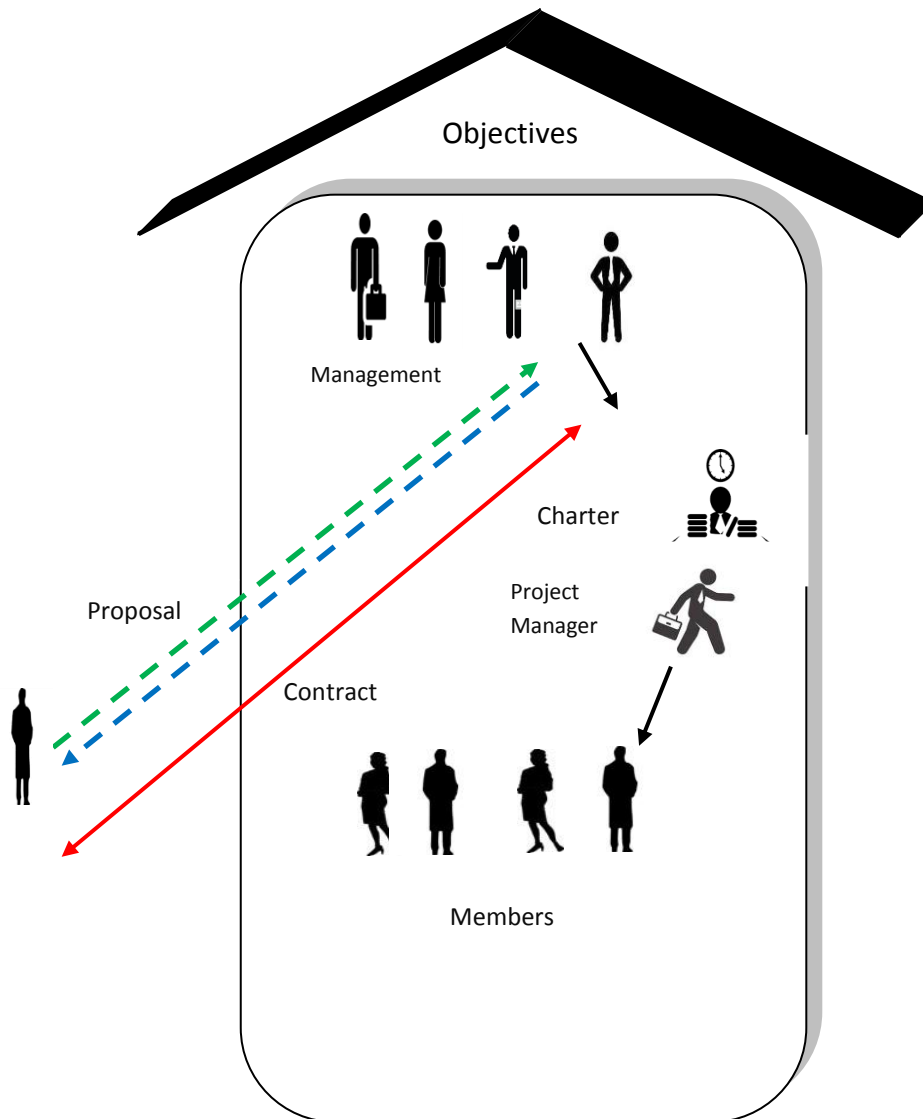 Objectives
Management
Charter
Project
Manager
Proposal
Contract
Members